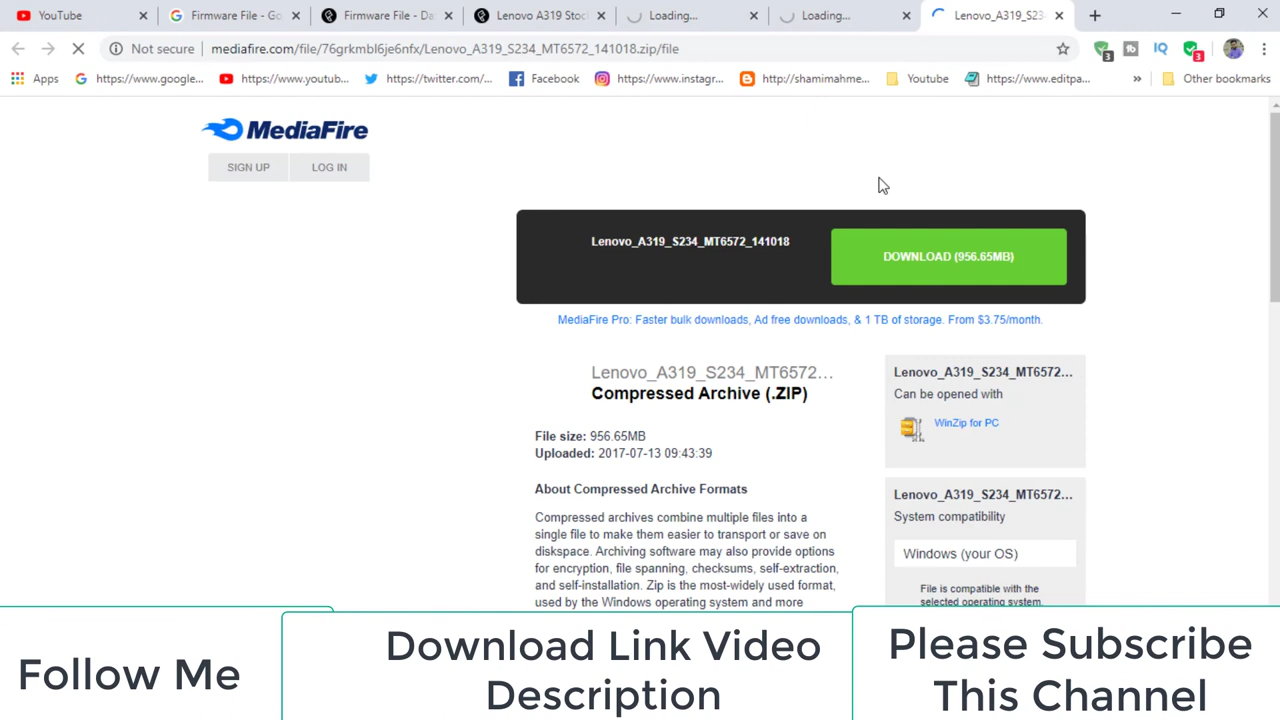 YouTube
Firmware File - Go
Firmware File - Da
Lenovo A319 Stoc
Loading...
Loading...
Lenovo_A319_S23
Not secure
mediafire.com/file/76grkmbl6je6nfx/Lenovo_A319_S234_MT6572_141018.zip/file
3
IQ
3
Apps
https://www.google...
https://www.youtub...
https://twitter.com/...
Facebook
https://www.instagr...
http://shamimahme...
Youtube
https://www.editpa...
»
Other bookmarks
MediaFire
SIGN UP
LOG IN
Lenovo_A319_S234_MT6572_141018
DOWNLOAD (956.65MB)
MediaFire Pro: Faster bulk downloads, Ad free downloads, & 1 TB of storage. From $3.75/month.
Lenovo_A319_S234_MT6572...
Compressed Archive (.ZIP)
File size: 956.65MB
Uploaded: 2017-07-13 09:43:39
About Compressed Archive Formats
Compressed archives combine multiple files into a
single file to make them easier to transport or save on
diskspace. Archiving software may also provide options
for encryption, file spanning, checksums, self-extraction,
and self-installation. Zip is the most-widely used format,
used by the Windows operating system and more
Lenovo_A319_S234_MT6572...
Can be opened with
WinZip for PC
Lenovo_A319_S234_MT6572...
System compatibility
Windows (your OS)
File is compatible with the
selected operating system.
Follow Me
Download Link Video
Description
Please Subscribe
This Channel